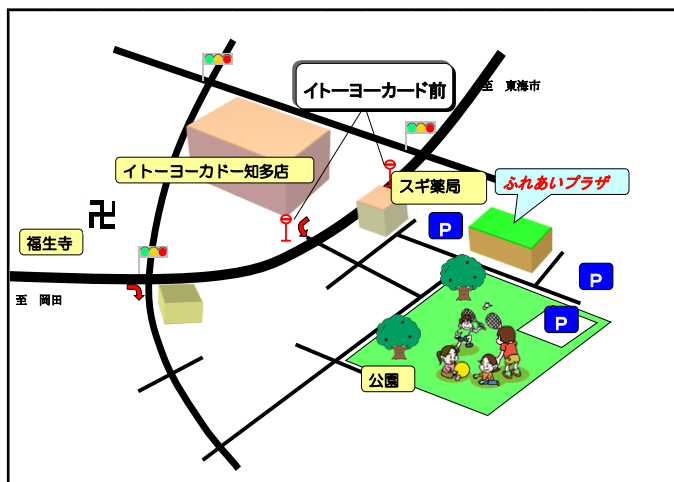 イトーヨーカード前
至 東海市
イトーヨーカドー知多店
スギ薬局
ふれあいプラザ
卍
福生寺
P
P
至 岡田
P
公園